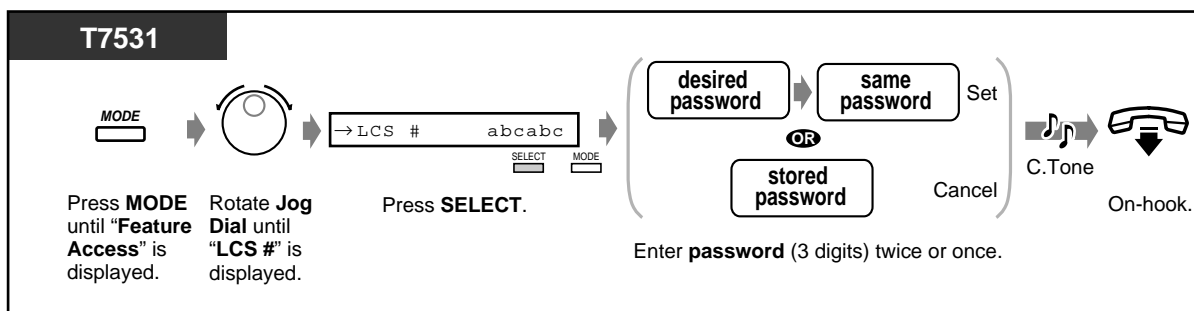 T7531
MODE
→LCS # abcabc
SELECT MODE
desired
password
same
password
Set
OR
stored
password
Cancel
C.Tone
Press MODE
until “Feature
Access” is
displayed.
Rotate Jog
Dial until
“LCS #” is
displayed.
Press SELECT.
Enter password (3 digits) twice or once.
On-hook.